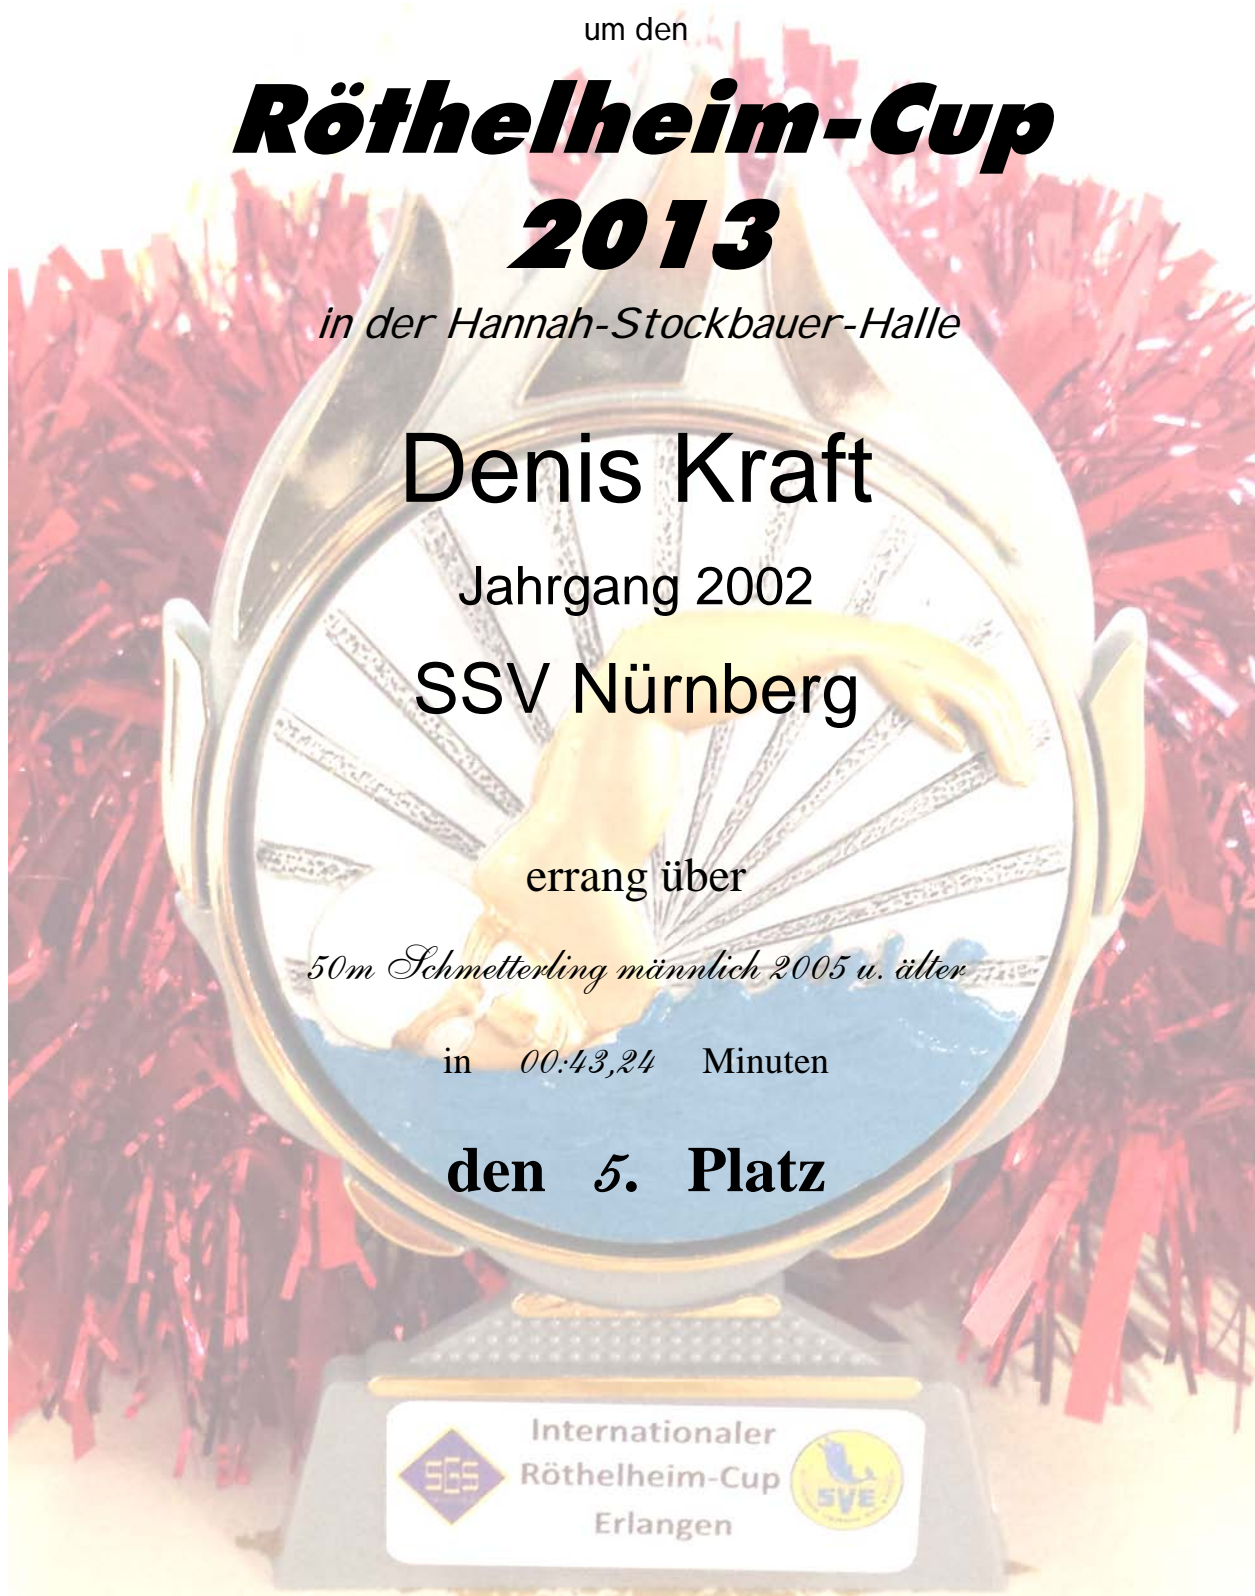 um den
Röthelheim-Cup
2013
in der Hannah-Stockbauer-Halle
Denis Kraft
Jahrgang 2002
SSV Nürnberg
errang über
50m Schmetterling männlich 2005 u. älter
in 00:43,24 Minuten
den 5. Platz
Internationaler
SGS Röthelheim-Cup SVE
Erlangen